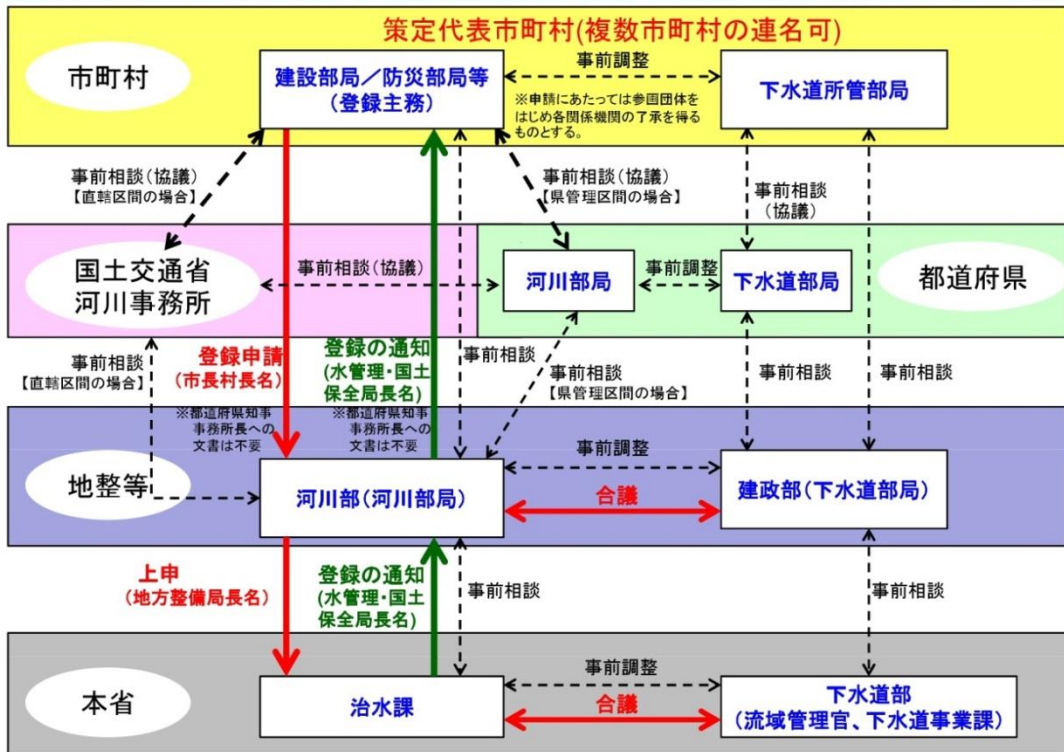 策定代表市町村(複数市町村の連名可)
市町村
建設部局／防災部局等
(登録主務)
事前調整
※申請にあたっては参画団体を
はじめ各関係機関の了承を得る
ものとする。
下水道所管部局
事前相談(協議)
【直轄区間の場合】
事前相談(協議)
【県管理区間の場合】
事前相談
(協議)
国土交通省
河川事務所
事前相談(協議)
河川部局
事前調整
下水道部局
都道府県
事前相談
【直轄区間の場合】
登録申請
(市長村長名)
※都道府県知事
事務所長への
文書は不要
登録の通知
(水管理・国土
保全局長名)
※都道府県知事
事務所長への
文書は不要
事前相談
事前相談
【県管理区間の場合】
事前相談
事前相談
地整等
河川部(河川部局)
事前調整
合議
建政部(下水道部局)
上申
(地方整備局長名)
登録の通知
(水管理・国土
保全局長名)
事前相談
事前相談
本省
治水課
事前調整
合議
下水道部
(流域管理官、下水道事業課)